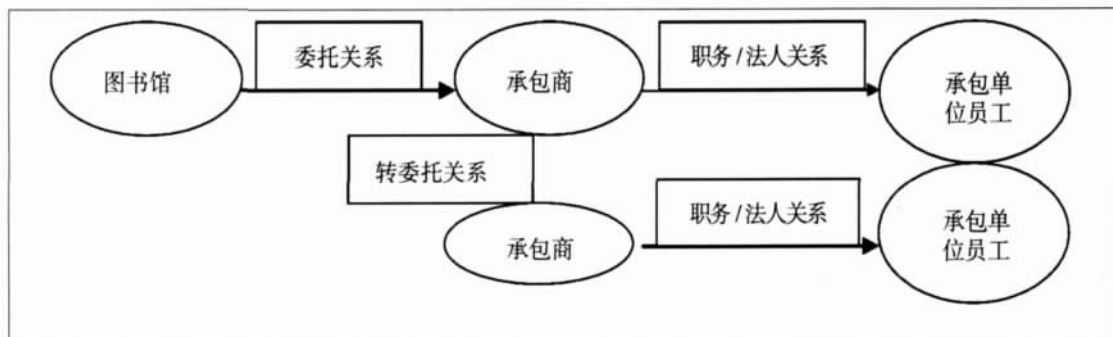 图书馆
委托关系
承包商
职务/法人关系
承包单
位员工
转委托关系
承包商
职务/法人关系
承包单
位员工